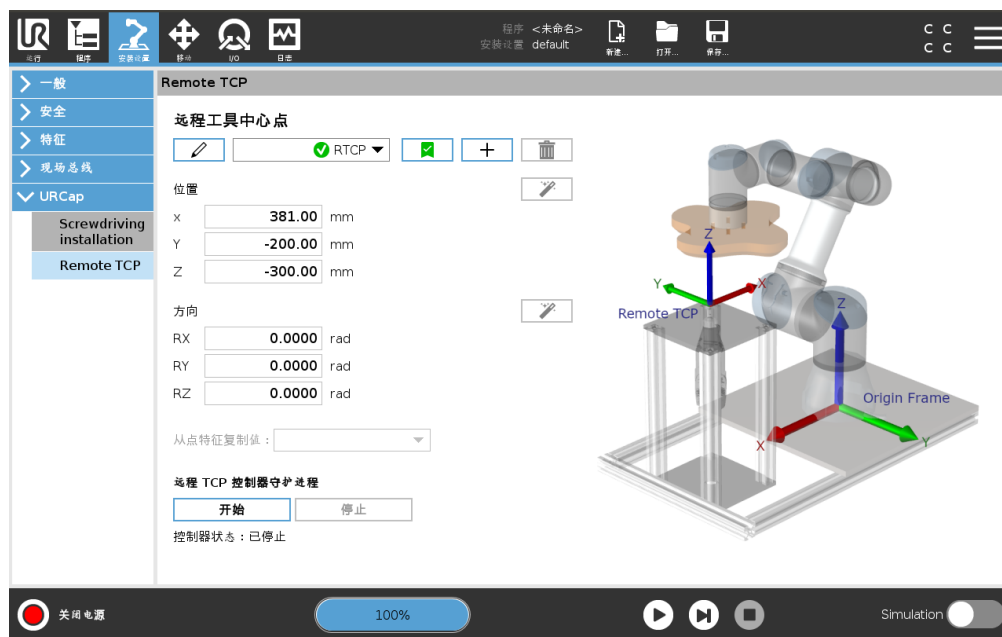 程序 <未命名>
安装设置 default
C C
C C
运行 程序 安装设置 移动 I/O 日志 新建... 打开... 保存...
一般
安全
特征
现场总线
URCap
Screwdriving
installation
Remote TCP
Remote TCP
远程工具中心点
RTCP
位置
x 381.00 mm
Y -200.00 mm
Z -300.00 mm
方向
RX 0.0000 rad
RY 0.0000 rad
RZ 0.0000 rad
从点特征复制值：
远程 TCP 控制器守护进程
开始 停止
控制器状态：已停止
Z
Y X
Remote TCP
Z
Origin Frame
X Y
关闭电源
100%
Simulation